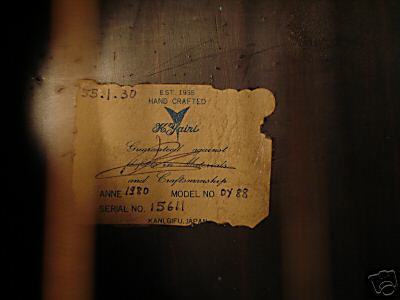 55.1.30
EST. 1935
HAND CRAFTED
K.Yairi
Guaranteed against
in Materials
and Craftsmanship
ANNE 1980 MODEL NO. DY 88
SERIAL NO. 15611
KANI, GIFU, JAPAN